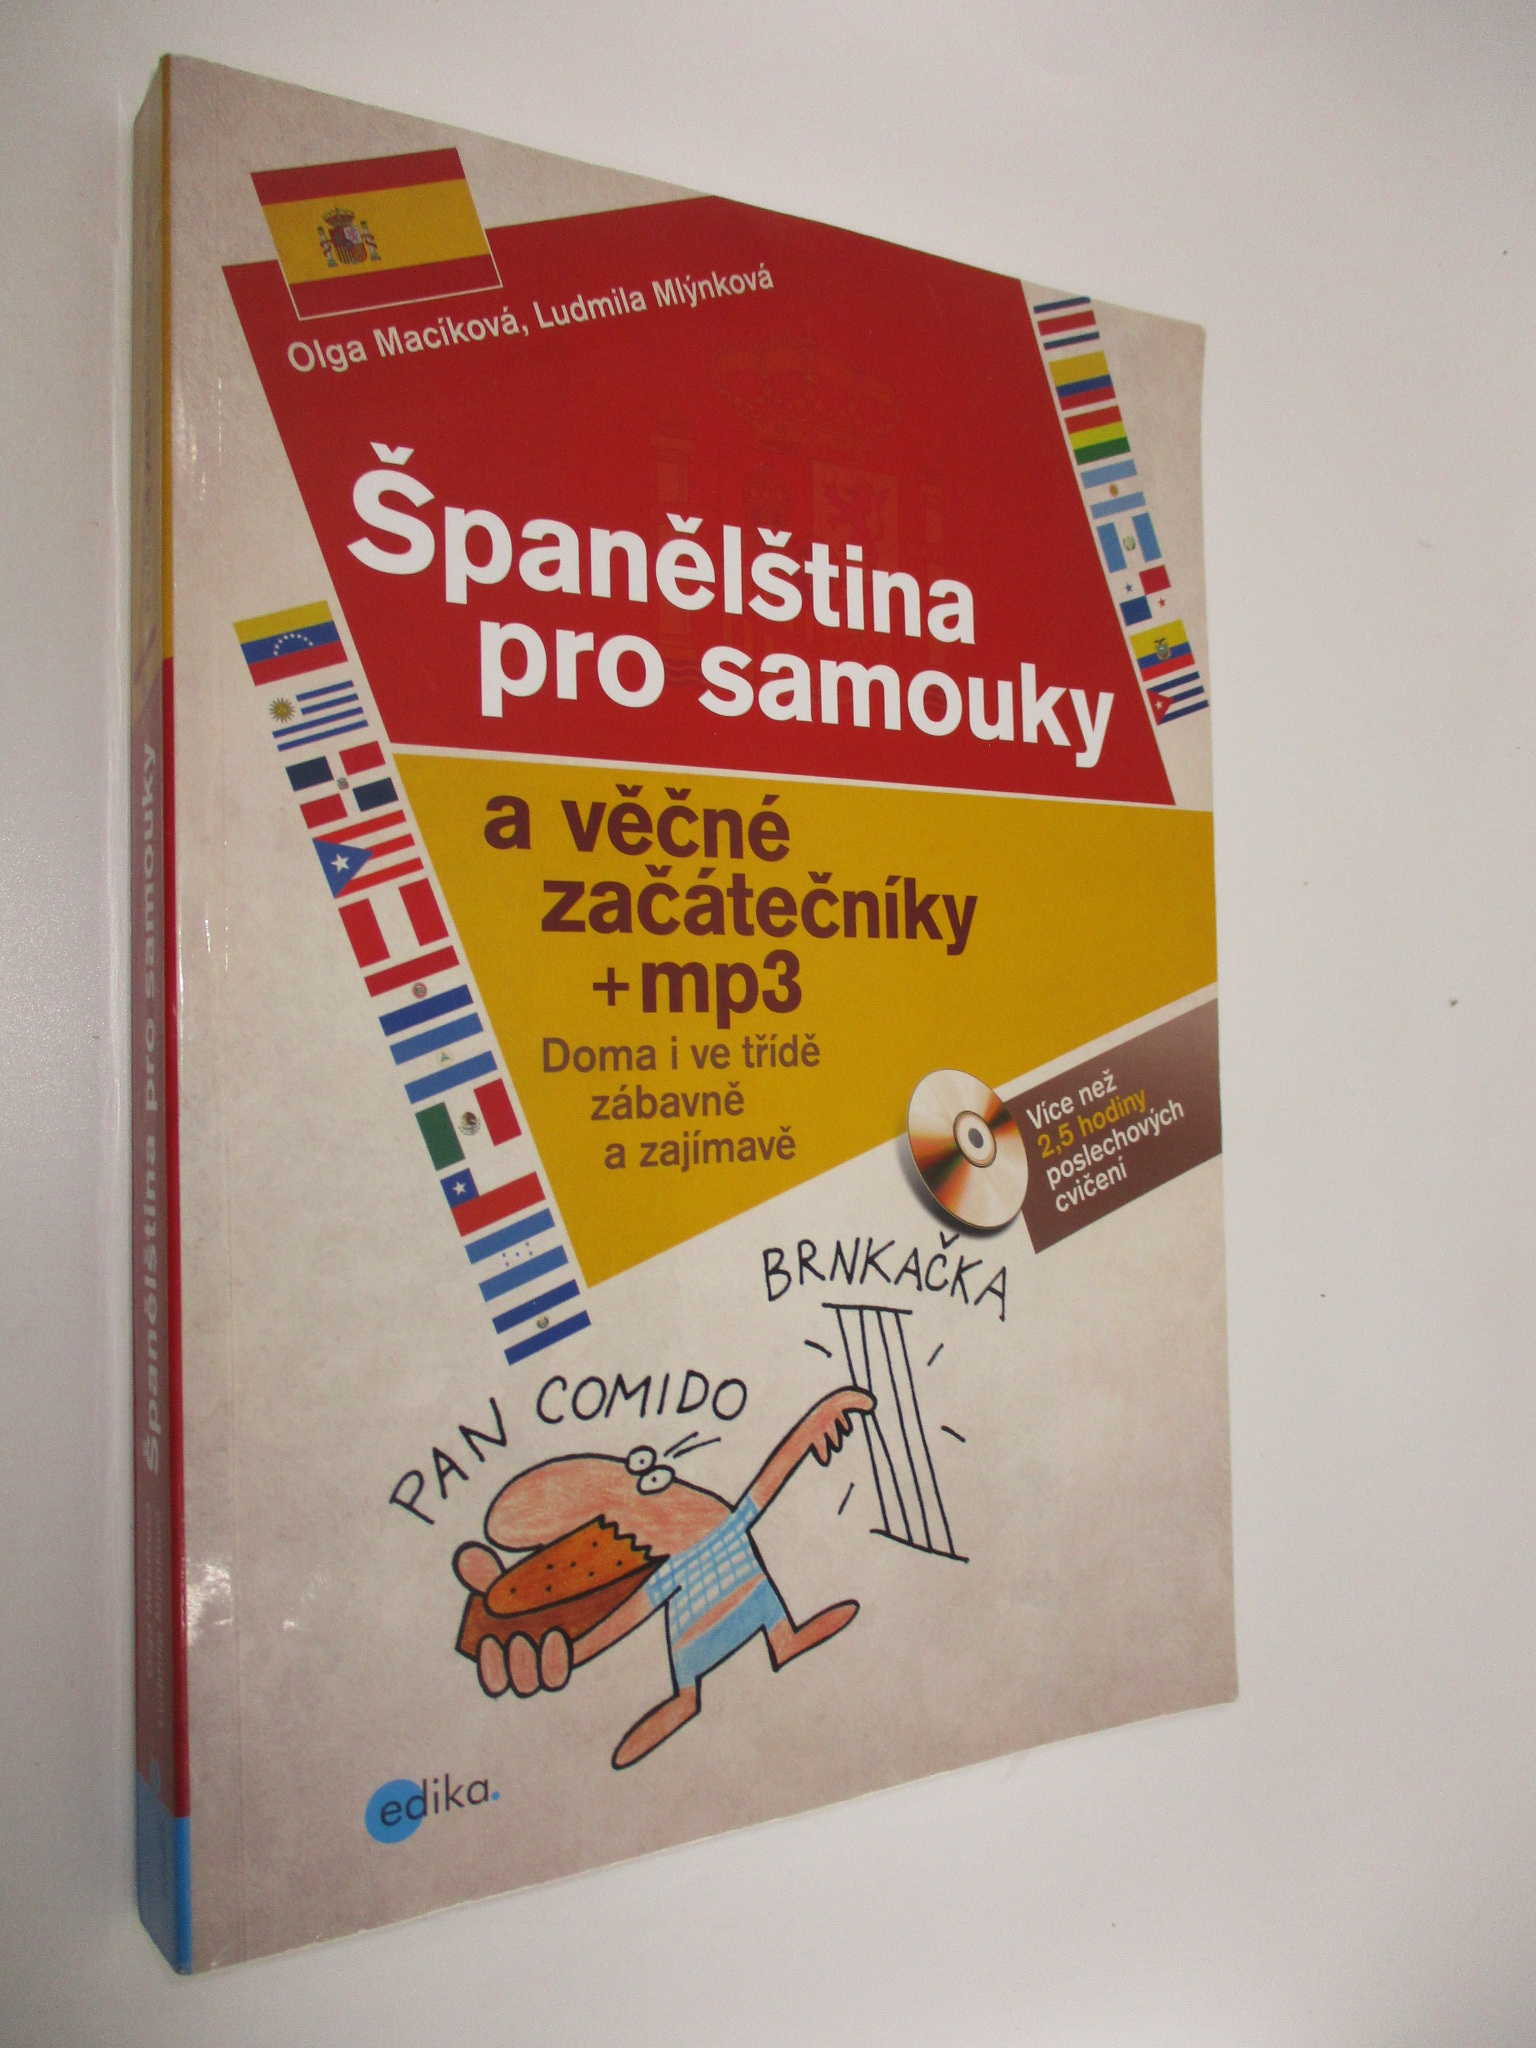 Olga Macíková, Ludmila Mlýnková
Španělština
pro samouky
a věčné
začátečníky
+mp3
Doma i ve třídě
zábavně
a zajímavě
Více než
2,5 hodiny
poslechových
cvičení
BRNKAČKA
PAN COMIDO
edika.
Španělština pro samouky